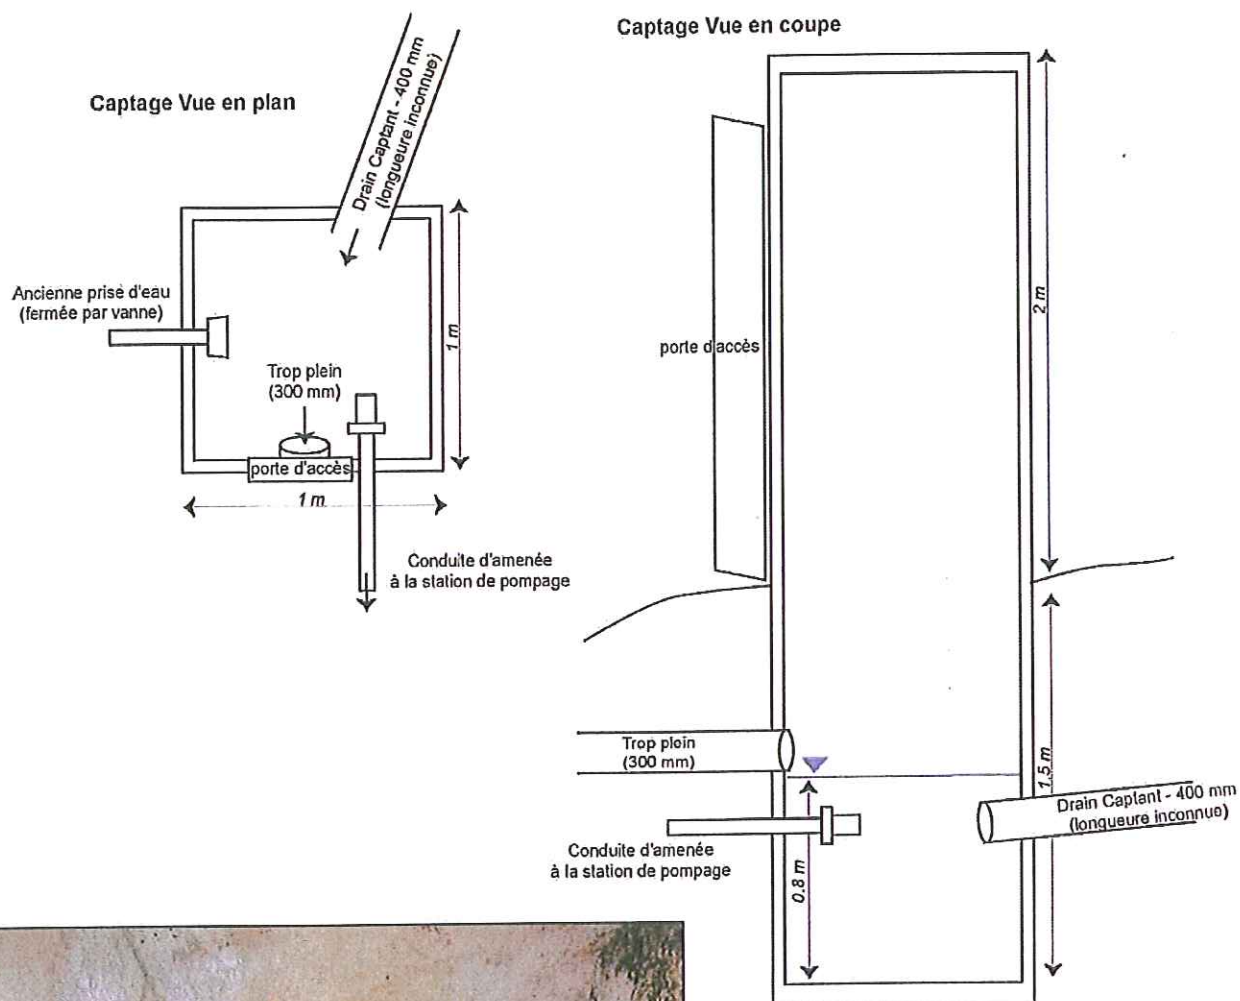 Captage Vue en plan
Drain Captant - 400 mm
(longueure inconnue)
Ancienne prise d'eau
(fermée par vanne)
Trop plein
(300 mm)
porte d'accès
1 m
1 m
Conduite d'amenée
à la station de pompage
Captage Vue en coupe
porte d'accès
2 m
Trop plein
(300 mm)
1.5 m
Drain Captant - 400 mm
(longueure inconnue)
Conduite d'amenée
à la station de pompage
0.8 m